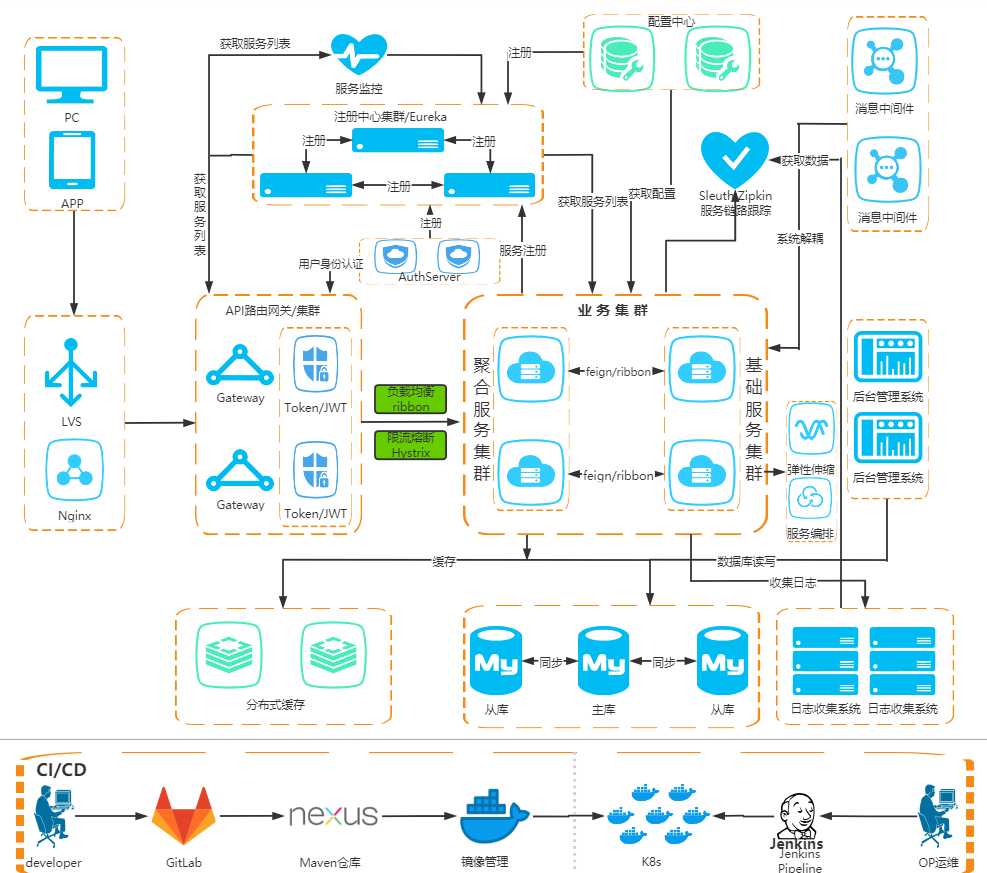 配置中心
获取服务列表
注册
服务监控
PC
注册中心集群/Eureka
消息中间件
注册
注册
获取数据
注册
获取服务列表
APP
获取服务列表
获取配置
Sleuth Zipkin
服务链路跟踪
消息中间件
注册
服务注册
系统解耦
用户身份认证
AuthServer
API路由网关/集群
业务集群
聚合服务集群
基础服务集群
feign/ribbon
Gateway
Token/JWT
负载均衡
ribbon
后台管理系统
LVS
限流熔断
Hystrix
feign/ribbon
弹性伸缩
后台管理系统
Gateway
Token/JWT
Nginx
服务编排
缓存
数据库读写
收集日志
My
My
My
同步
同步
分布式缓存
从库
主库
从库
日志收集系统
日志收集系统
CI/CD
nexus
Jenkins
developer
GitLab
Maven仓库
镜像管理
K8s
Jenkins
Pipeline
OP运维